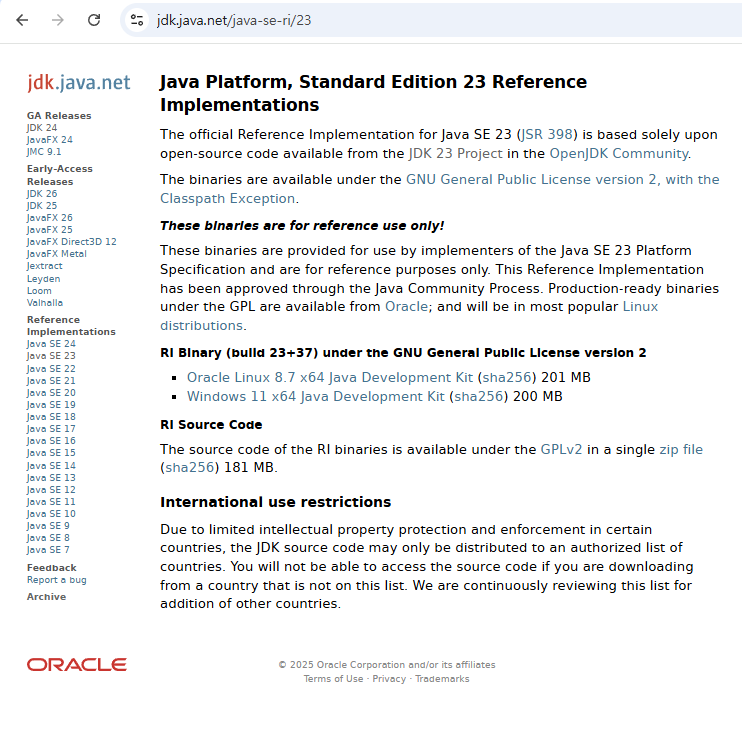 jdk.java.net/java-se-ri/23
jdk.java.net
GA Releases
JDK 24
JavaFX 24
JMC 9.1
Early-Access
Releases
JDK 26
JDK 25
JavaFX 26
JavaFX 25
JavaFX Direct3D 12
JavaFX Metal
Jextract
Leyden
Loom
Valhalla
Reference
Implementations
Java SE 24
Java SE 23
Java SE 22
Java SE 21
Java SE 20
Java SE 19
Java SE 18
Java SE 17
Java SE 16
Java SE 15
Java SE 14
Java SE 13
Java SE 12
Java SE 11
Java SE 10
Java SE 9
Java SE 8
Java SE 7
Feedback
Report a bug
Archive
Java Platform, Standard Edition 23 Reference
Implementations
The official Reference Implementation for Java SE 23 (JSR 398) is based solely upon
open-source code available from the JDK 23 Project in the OpenJDK Community.
The binaries are available under the GNU General Public License version 2, with the
Classpath Exception.
These binaries are for reference use only!
These binaries are provided for use by implementers of the Java SE 23 Platform
Specification and are for reference purposes only. This Reference Implementation
has been approved through the Java Community Process. Production-ready binaries
under the GPL are available from Oracle; and will be in most popular Linux
distributions.
RI Binary (build 23+37) under the GNU General Public License version 2
▪ Oracle Linux 8.7 x64 Java Development Kit (sha256) 201 MB
▪ Windows 11 x64 Java Development Kit (sha256) 200 MB
RI Source Code
The source code of the RI binaries is available under the GPLv2 in a single zip file
(sha256) 181 MB.
International use restrictions
Due to limited intellectual property protection and enforcement in certain
countries, the JDK source code may only be distributed to an authorized list of
countries. You will not be able to access the source code if you are downloading
from a country that is not on this list. We are continuously reviewing this list for
addition of other countries.
ORACLE
© 2025 Oracle Corporation and/or its affiliates
Terms of Use · Privacy · Trademarks